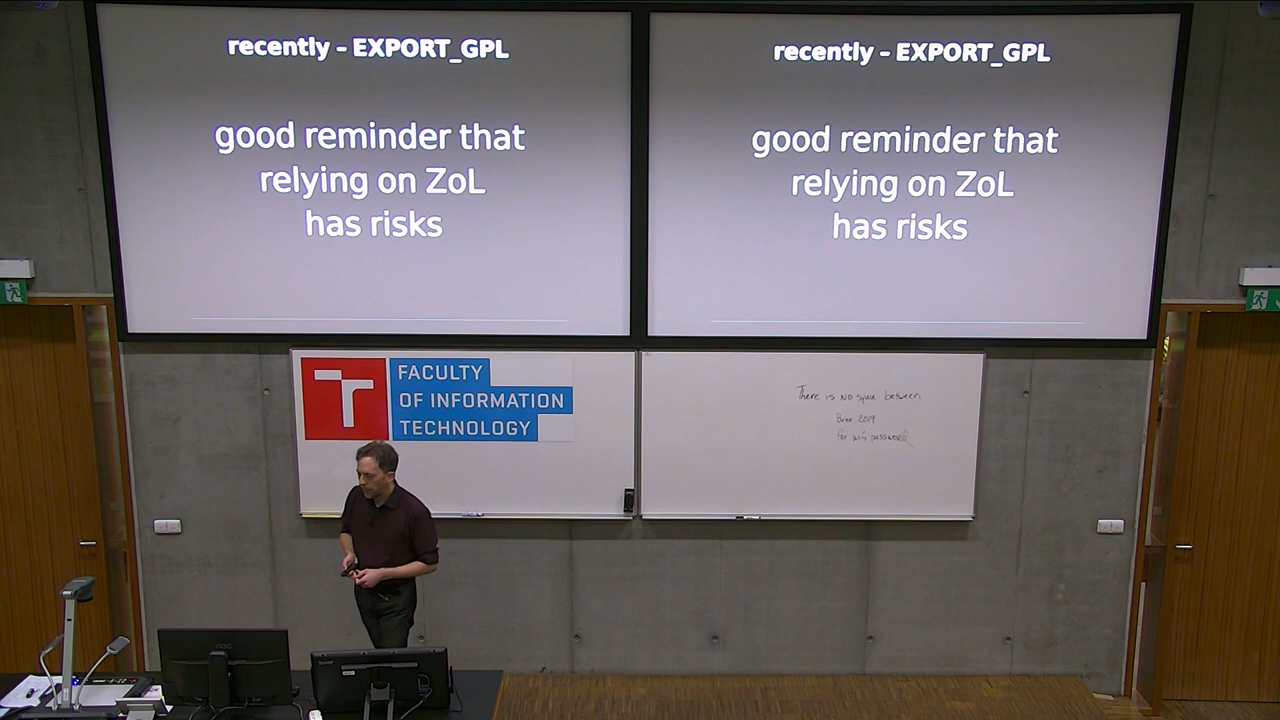 recently – EXPORT_GPL
good reminder that
relying on ZoL
has risks
recently – EXPORT_GPL
good reminder that
relying on ZoL
has risks
FACULTY
OF INFORMATION
TECHNOLOGY
There is NO space between
Brno 2019
for wifi password